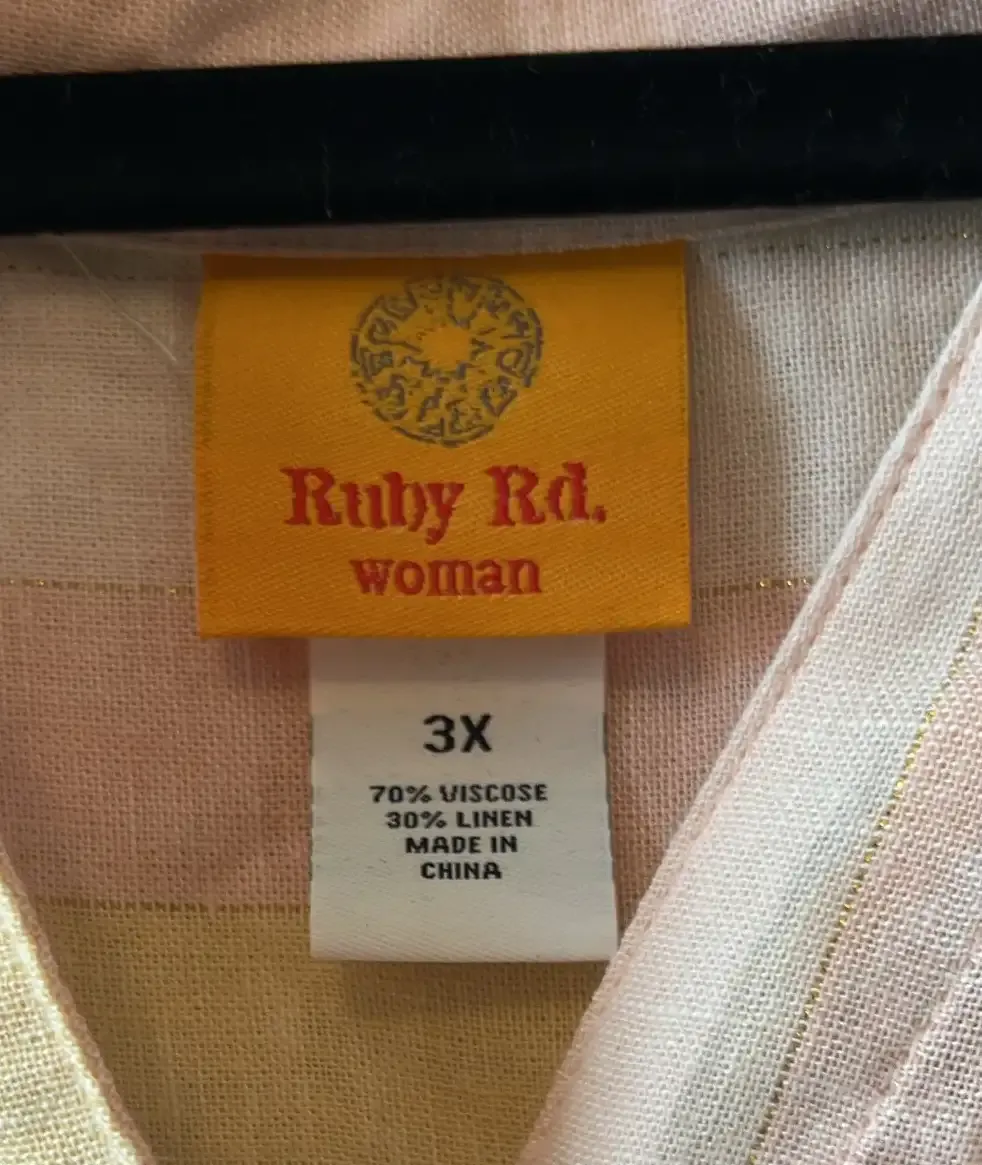 Ruby Rd.
woman
3X
70% VISCOSE
30% LINEN
MADE IN
CHINA